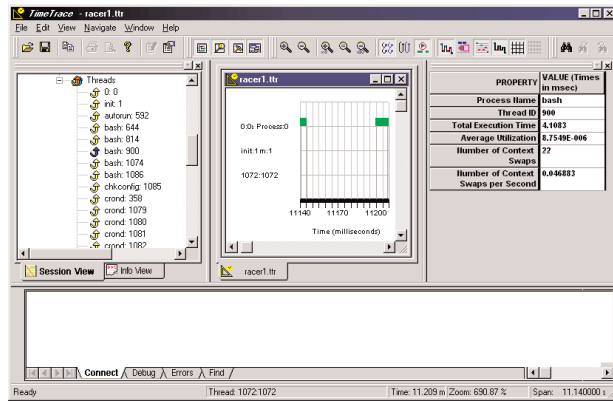 TimeTrace - racer1.ttr
File Edit View Navigate Window Help
Threads
0: 0
init: 1
autorun: 592
bash: 644
bash: 814
bash: 900
bash: 1074
bash: 1086
chkconfig: 1085
crond: 358
crond: 1079
crond: 1080
crond: 1081
crond: 1082
Session View Info View
racer1.ttr
0:0: Process:0
init:1 m:1
1072:1072
11140 11170 11200
Time (milliseconds)
racer1.ttr
PROPERTY VALUE (Times in msec)
Process Name bash
Thread ID 900
Total Execution Time 4.1083
Average Utilization 8.7549E-006
Number of Context Swaps 22
Number of Context Swaps per Second 0.046883
Connect Debug Errors Find
Ready Thread: 1072:1072 Time: 11.209 m Zoom: 690.87 % Span: 11.140000 s